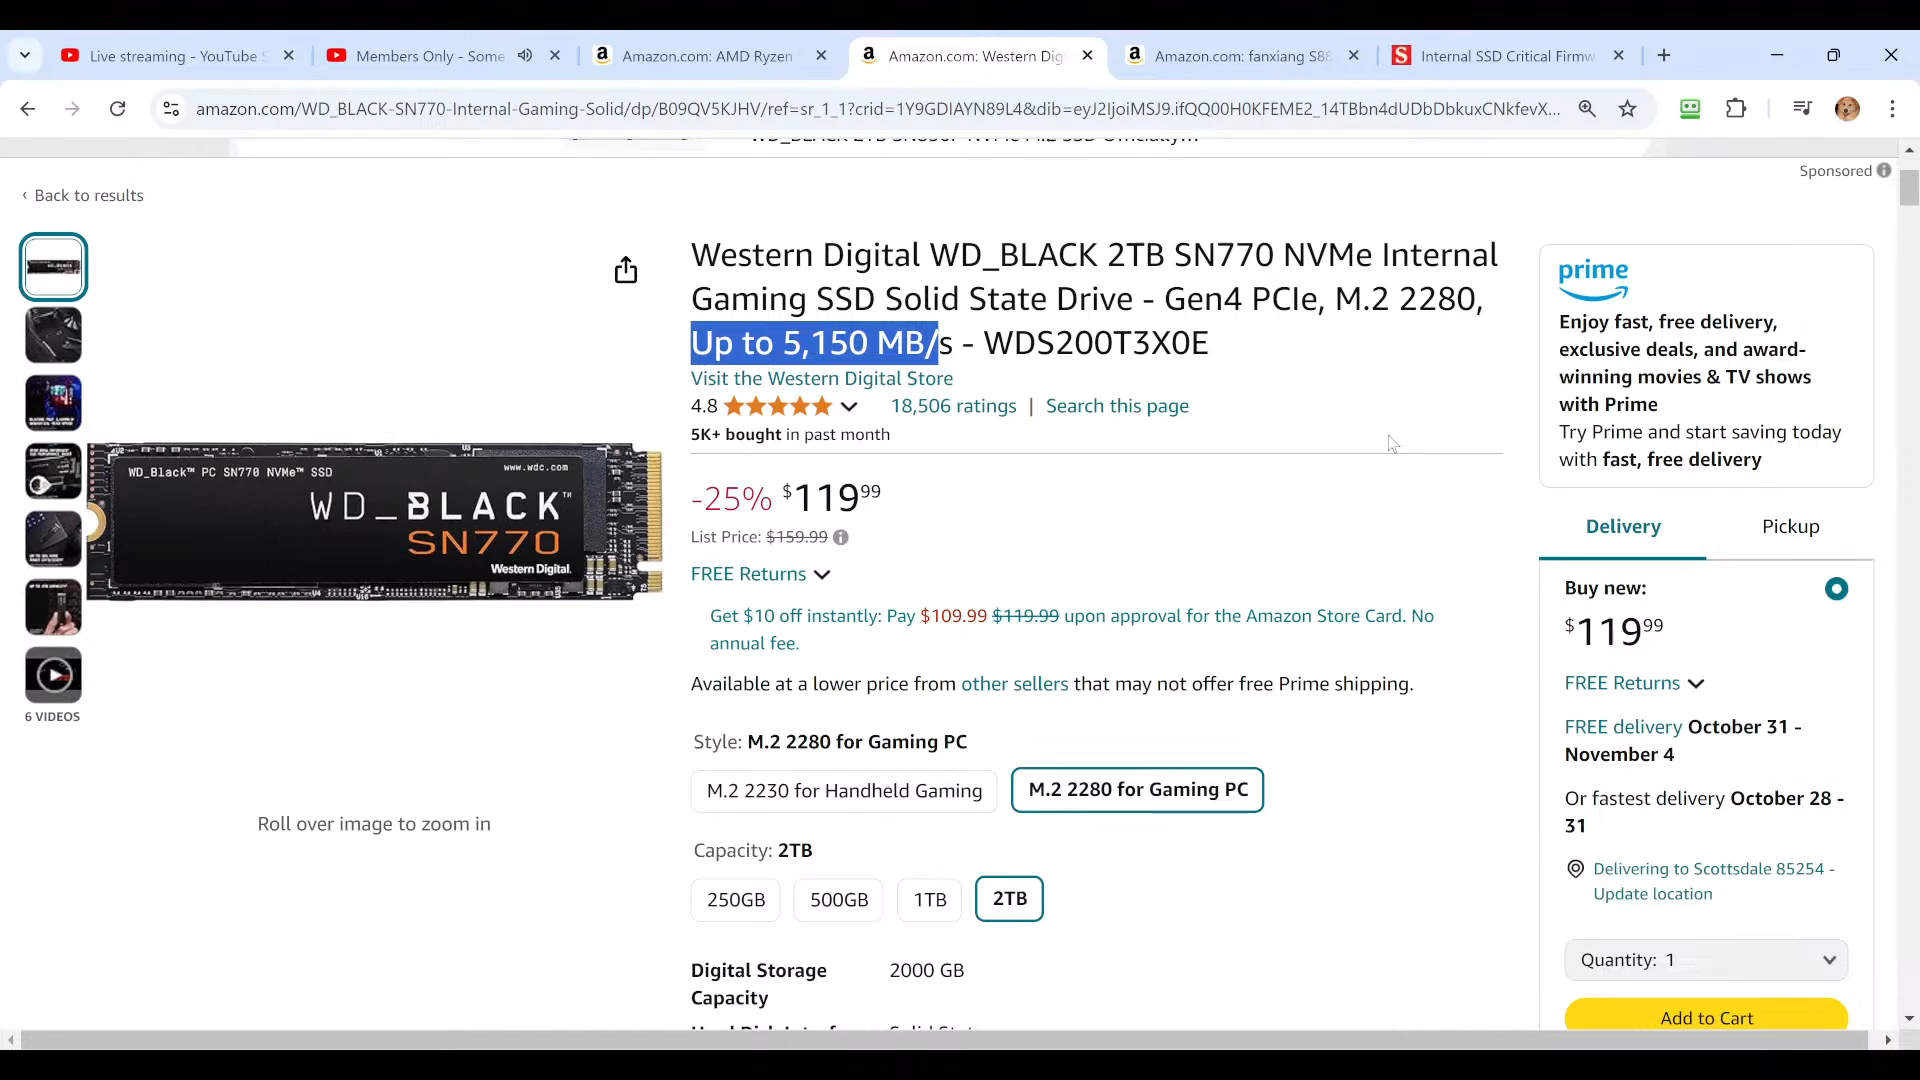 Live streaming - YouTube S
Members Only - Some
Amazon.com: AMD Ryzen
Amazon.com: Western Dig
Amazon.com: fanxiang S88
Internal SSD Critical Firmw
amazon.com/WD_BLACK-SN770-Internal-Gaming-Solid/dp/B09QV5KJHV/ref=sr_1_1?crid=1Y9GDIAYN89L4&dib=eyJ2IjoiMSJ9.ifQQ00H0KFEME2_14TBbn4dUDbDbkuxCNkfevX...
Sponsored
‹ Back to results
Western Digital WD_BLACK 2TB SN770 NVMe Internal
Gaming SSD Solid State Drive - Gen4 PCIe, M.2 2280,
Up to 5,150 MB/s - WDS200T3X0E
Visit the Western Digital Store
4.8
18,506 ratings | Search this page
5K+ bought in past month
-25% $119.99
List Price: $159.99
FREE Returns
Get $10 off instantly: Pay $109.99 $119.99 upon approval for the Amazon Store Card. No
annual fee.
Available at a lower price from other sellers that may not offer free Prime shipping.
Style: M.2 2280 for Gaming PC
M.2 2230 for Handheld Gaming
M.2 2280 for Gaming PC
Capacity: 2TB
250GB
500GB
1TB
2TB
Digital Storage
Capacity
2000 GB
WD_Black™ PC SN770 NVMe™ SSD
www.wdc.com
WD_BLACK™
SN770
Western Digital.
6 VIDEOS
Roll over image to zoom in
prime
Enjoy fast, free delivery,
exclusive deals, and award-
winning movies & TV shows
with Prime
Try Prime and start saving today
with fast, free delivery
Delivery
Pickup
Buy new:
$119.99
FREE Returns
FREE delivery October 31 -
November 4
Or fastest delivery October 28 -
31
Delivering to Scottsdale 85254 -
Update location
Quantity: 1
Add to Cart